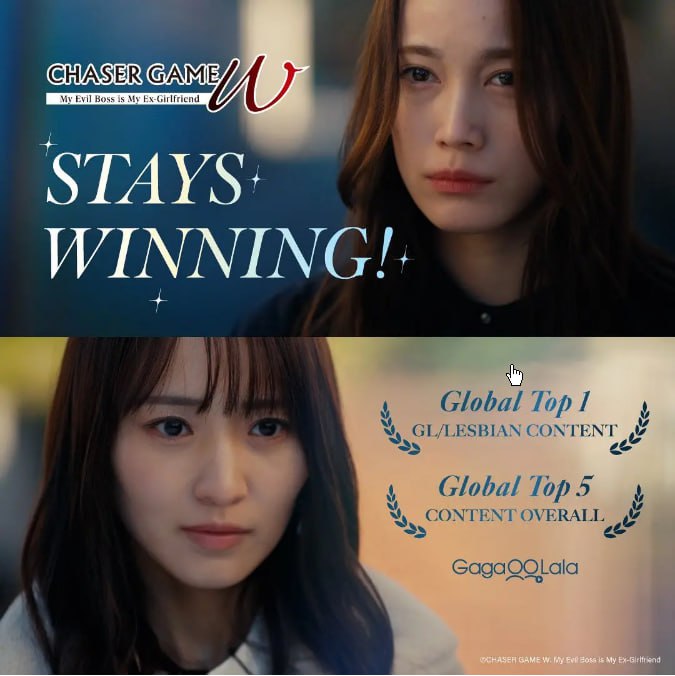 CHASER GAME W
My Evil Boss is My Ex-Girlfriend
STAYS
WINNING!
Global Top 1
GL/LESBIAN CONTENT
Global Top 5
CONTENT OVERALL
GagaOOLala
©CHASER GAME W: My Evil Boss is My Ex-Girlfriend